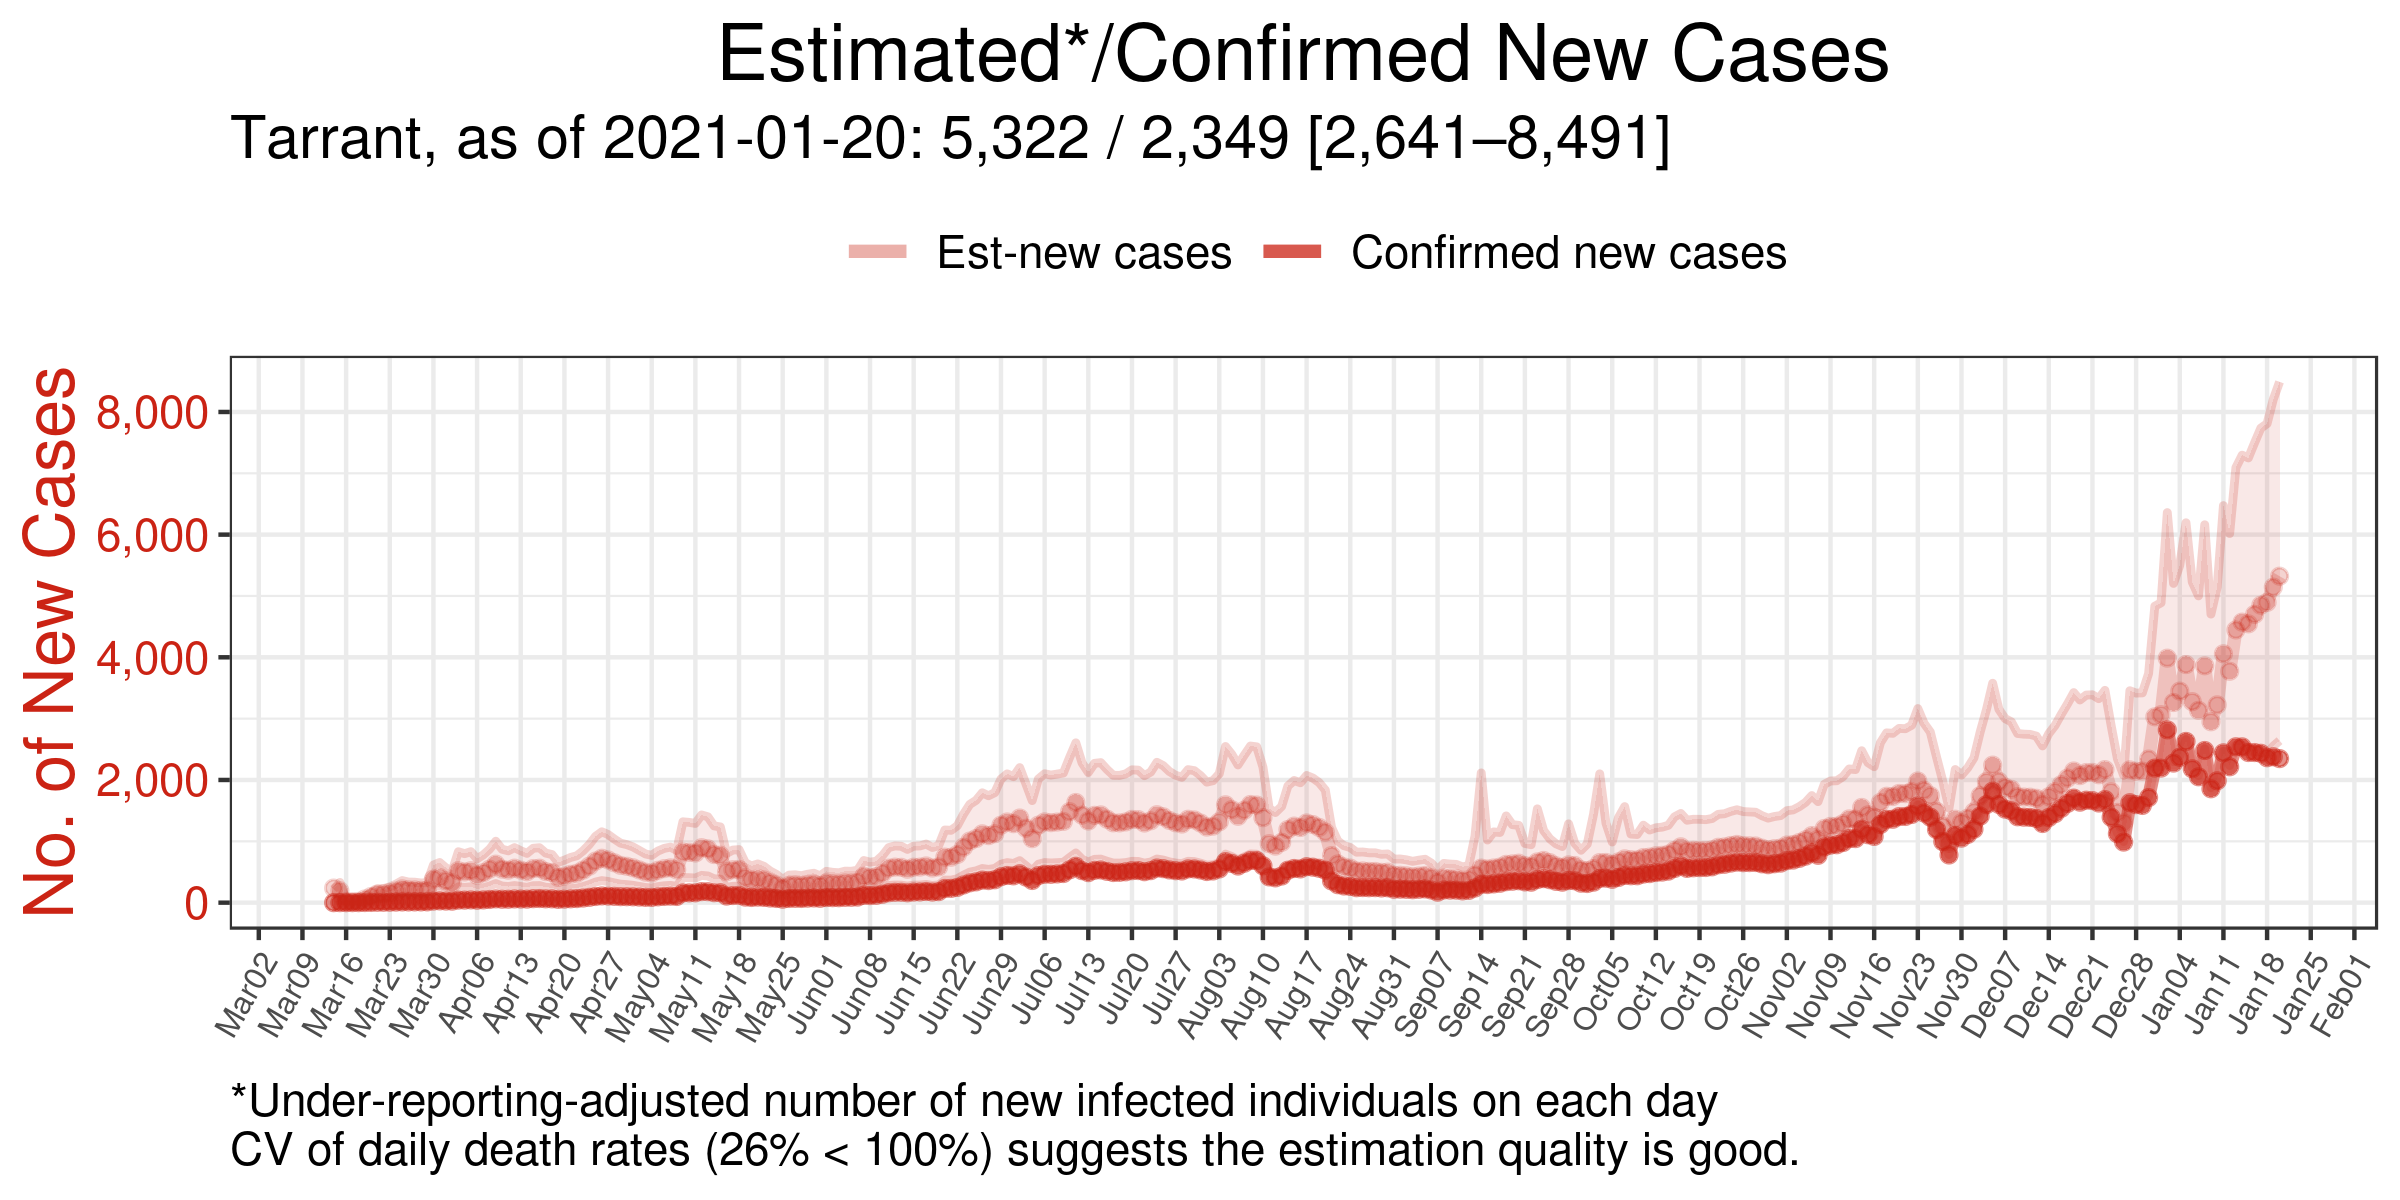 Estimated*/Confirmed New Cases
Tarrant, as of 2021-01-20: 5,322 / 2,349 [2,641–8,491]
Est-new cases Confirmed new cases
No. of New Cases
8,000
6,000
4,000
2,000
0
Mar02 Mar09 Mar16 Mar23 Mar30 Apr06 Apr13 Apr20 Apr27 May04 May11 May18 May25 Jun01 Jun08 Jun15 Jun22 Jun29 Jul06 Jul13 Jul20 Jul27 Aug03 Aug10 Aug17 Aug24 Aug31 Sep07 Sep14 Sep21 Sep28 Oct05 Oct12 Oct19 Oct26 Nov02 Nov09 Nov16 Nov23 Nov30 Dec07 Dec14 Dec21 Dec28 Jan04 Jan11 Jan18 Jan25 Feb01
*Under-reporting-adjusted number of new infected individuals on each day
CV of daily death rates (26% < 100%) suggests the estimation quality is good.